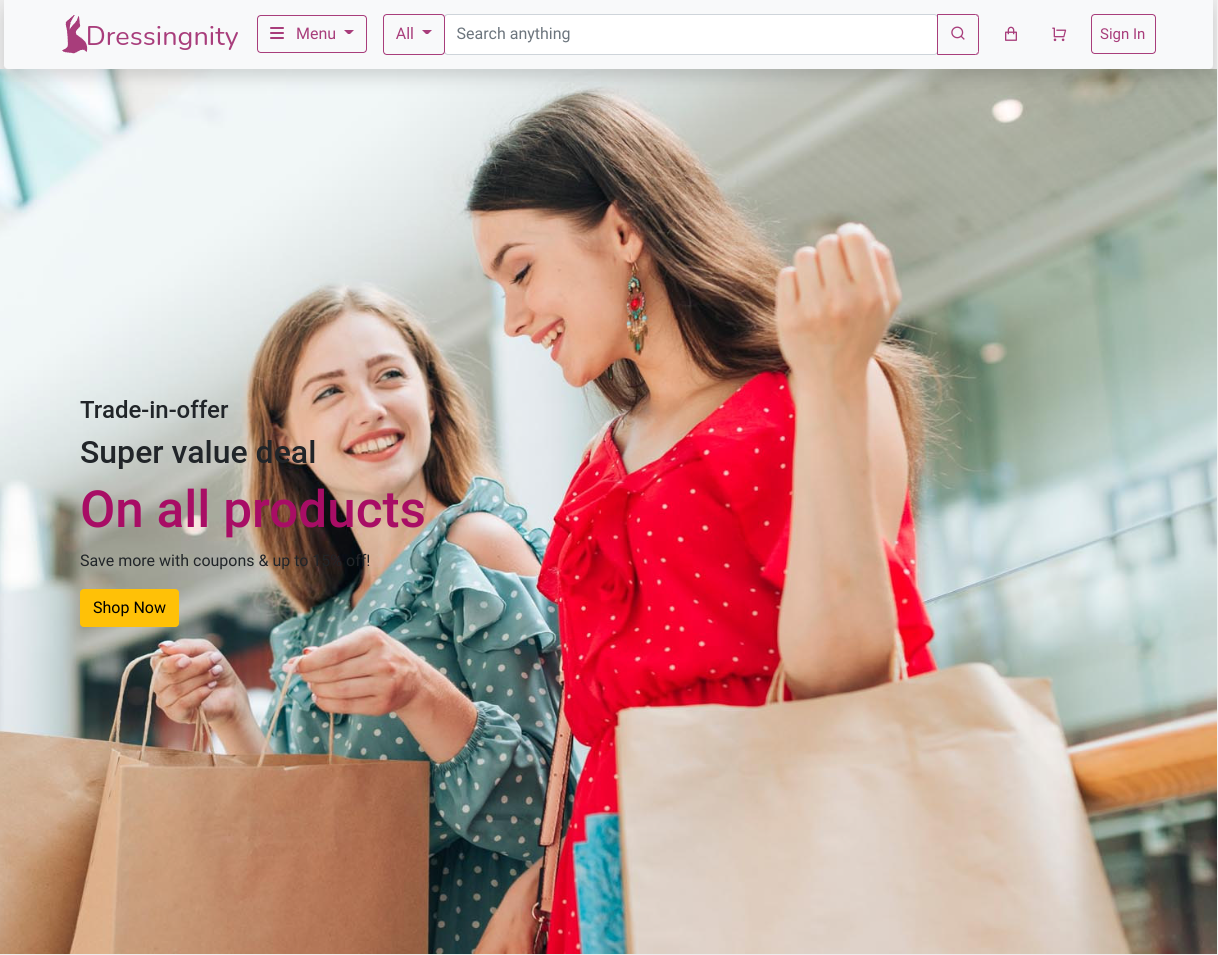 Dressingnity
Menu
All
Search anything
Sign In
Trade-in-offer
Super value deal
On all products
Save more with coupons & up to off!
Shop Now